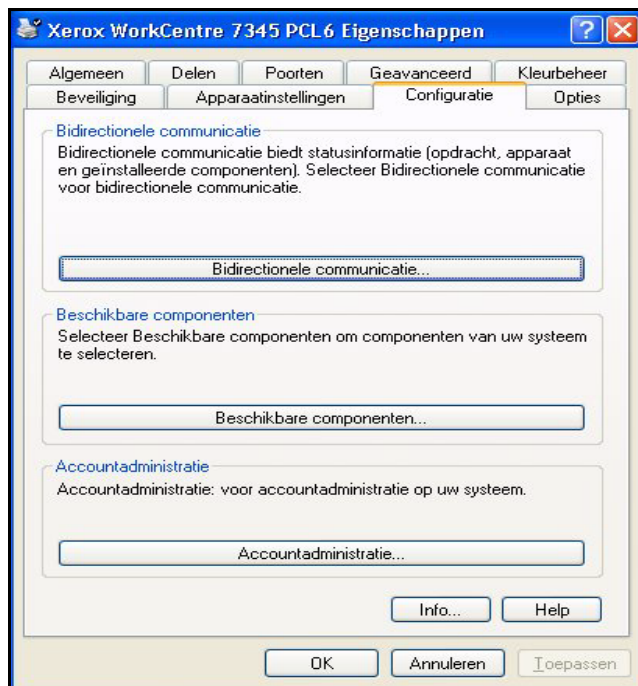 Xerox WorkCentre 7345 PCL6 Eigenschappen
Algemeen Delen Poorten Geavanceerd Kleurbeheer
Beveiliging Apparaatinstellingen Configuratie Opties
Bidirectionele communicatie
Bidirectionele communicatie biedt statusinformatie (opdracht, apparaat
en geïnstalleerde componenten). Selecteer Bidirectionele communicatie
voor bidirectionele communicatie.
Bidirectionele communicatie...
Beschikbare componenten
Selecteer Beschikbare componenten om componenten van uw systeem
te selecteren.
Beschikbare componenten...
Accountadministratie
Accountadministratie: voor accountadministratie op uw systeem.
Accountadministratie...
Info... Help
OK Annuleren Toepassen